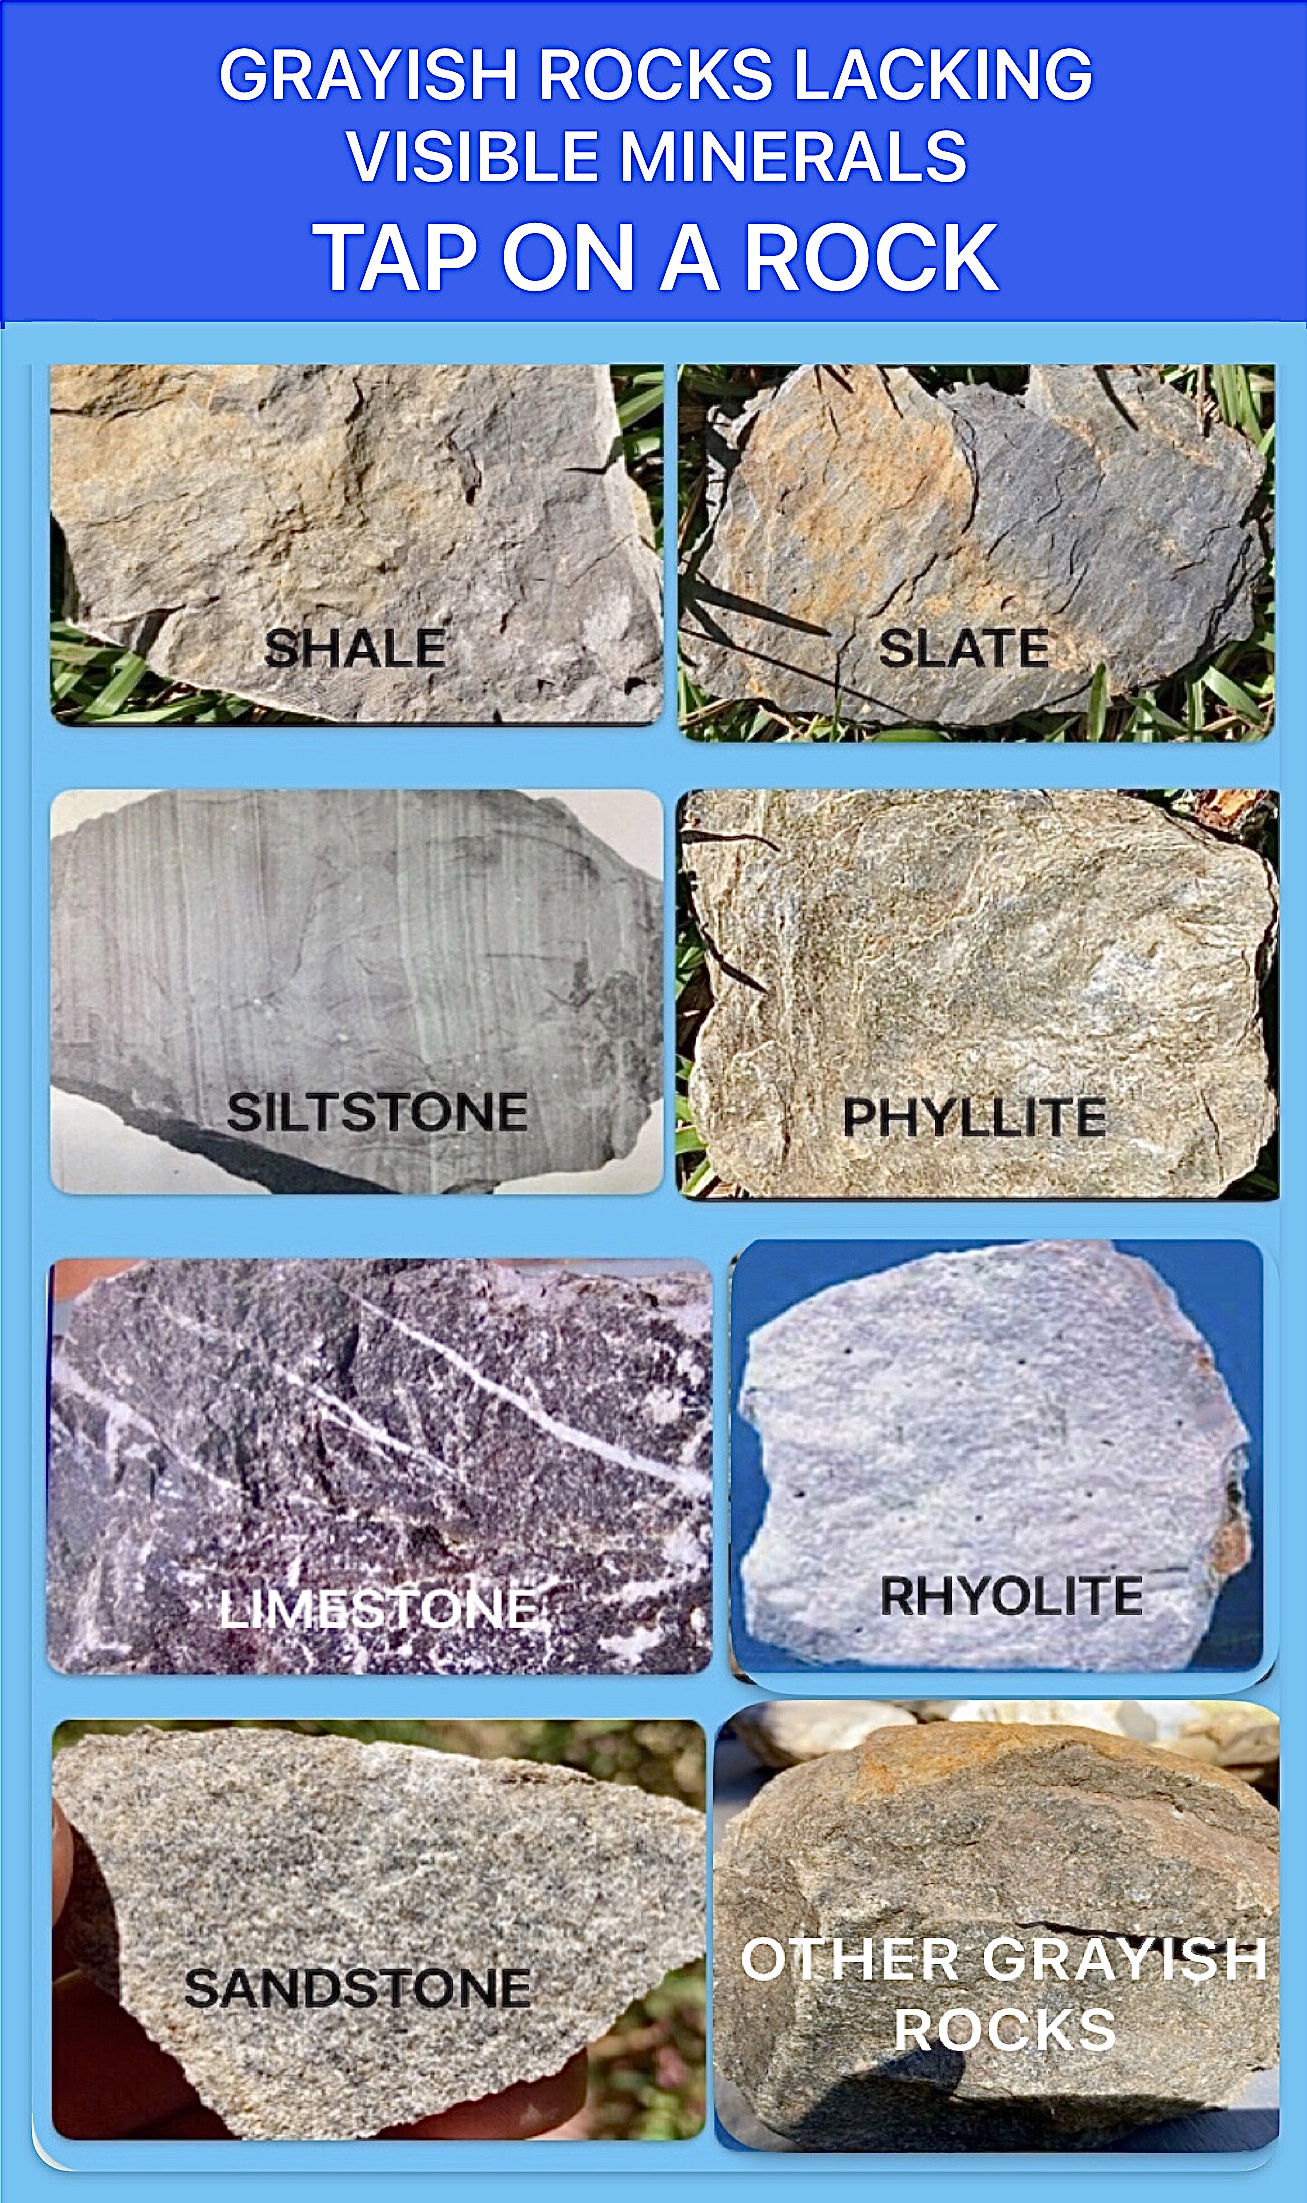 GRAYISH ROCKS LACKING
VISIBLE MINERALS
TAP ON A ROCK
SHALE
SLATE
SILTSTONE
PHYLLITE
LIMESTONE
RHYOLITE
SANDSTONE
OTHER GRAYISH
ROCKS